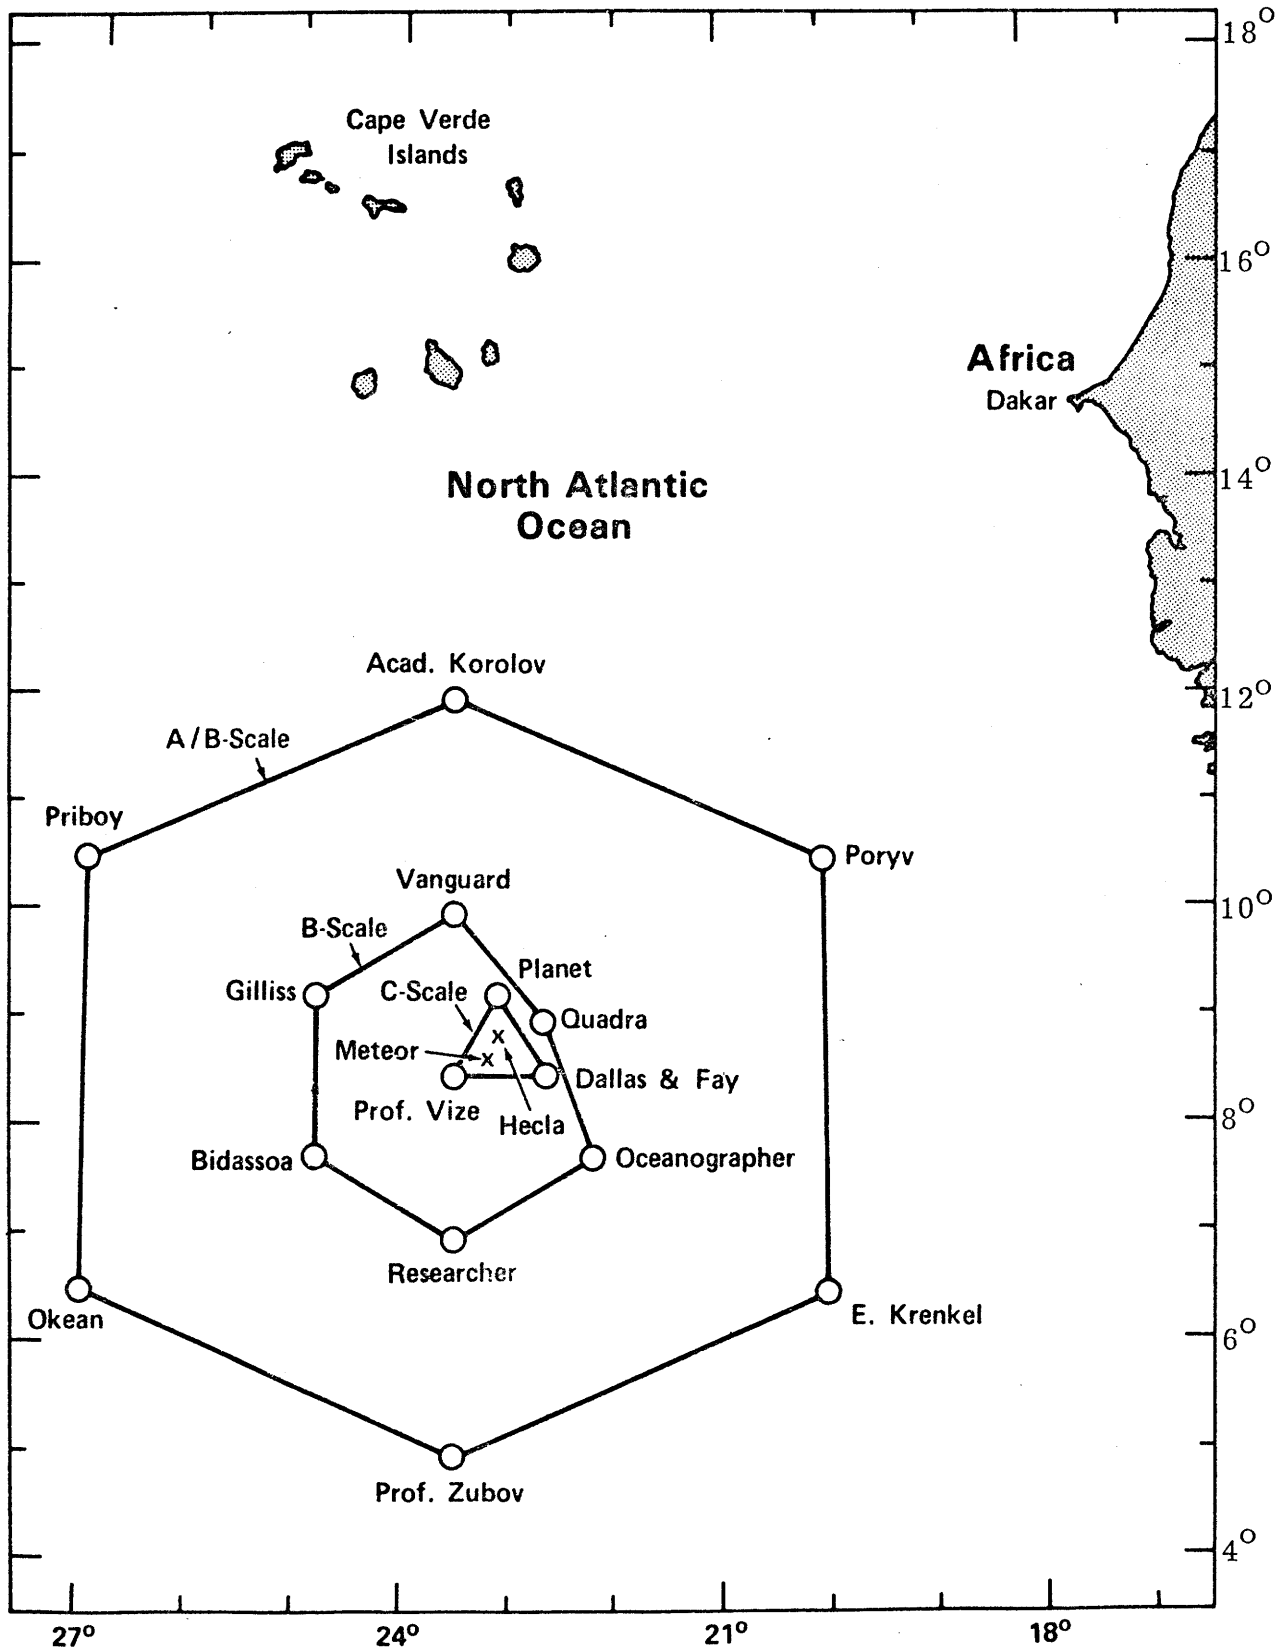 18°
Cape Verde
Islands
16°
Africa
Dakar
14°
North Atlantic
Ocean
12°
Acad. Korolov
A/B-Scale
Priboy
Poryv
Vanguard
10°
B-Scale
Planet
Gilliss
C-Scale
Quadra
x
Meteor
x
Dallas & Fay
Prof. Vize
Hecla
8°
Bidassoa
Oceanographer
Researcher
Okean
E. Krenkel
6°
Prof. Zubov
4°
27°
24°
21°
18°